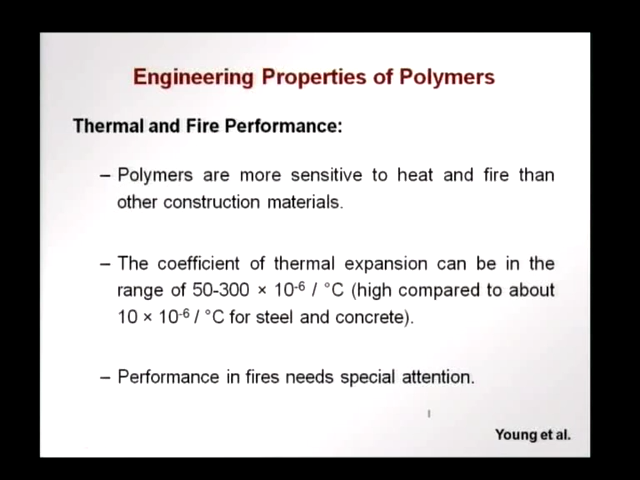 Engineering Properties of Polymers
Thermal and Fire Performance:
– Polymers are more sensitive to heat and fire than
other construction materials.
– The coefficient of thermal expansion can be in the
range of 50-300 × 10⁻⁶ / °C (high compared to about
10 × 10⁻⁶ / °C for steel and concrete).
– Performance in fires needs special attention.
Young et al.